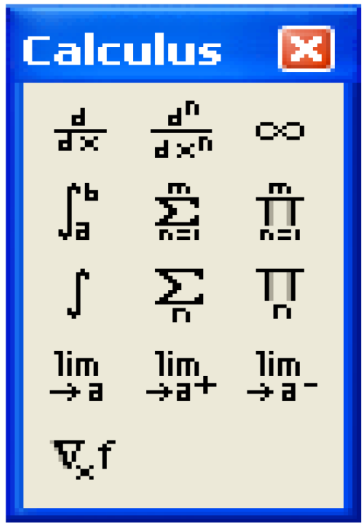 Calculus
d/dx dⁿ/dxⁿ ∞
∫ₐᵇ ∑ₙ₌₁ᵐ ∏ₙ₌₁ᵐ
∫ ∑ₙ ∏ₙ
lim→a lim→a⁺ lim→a⁻
∇ₓf